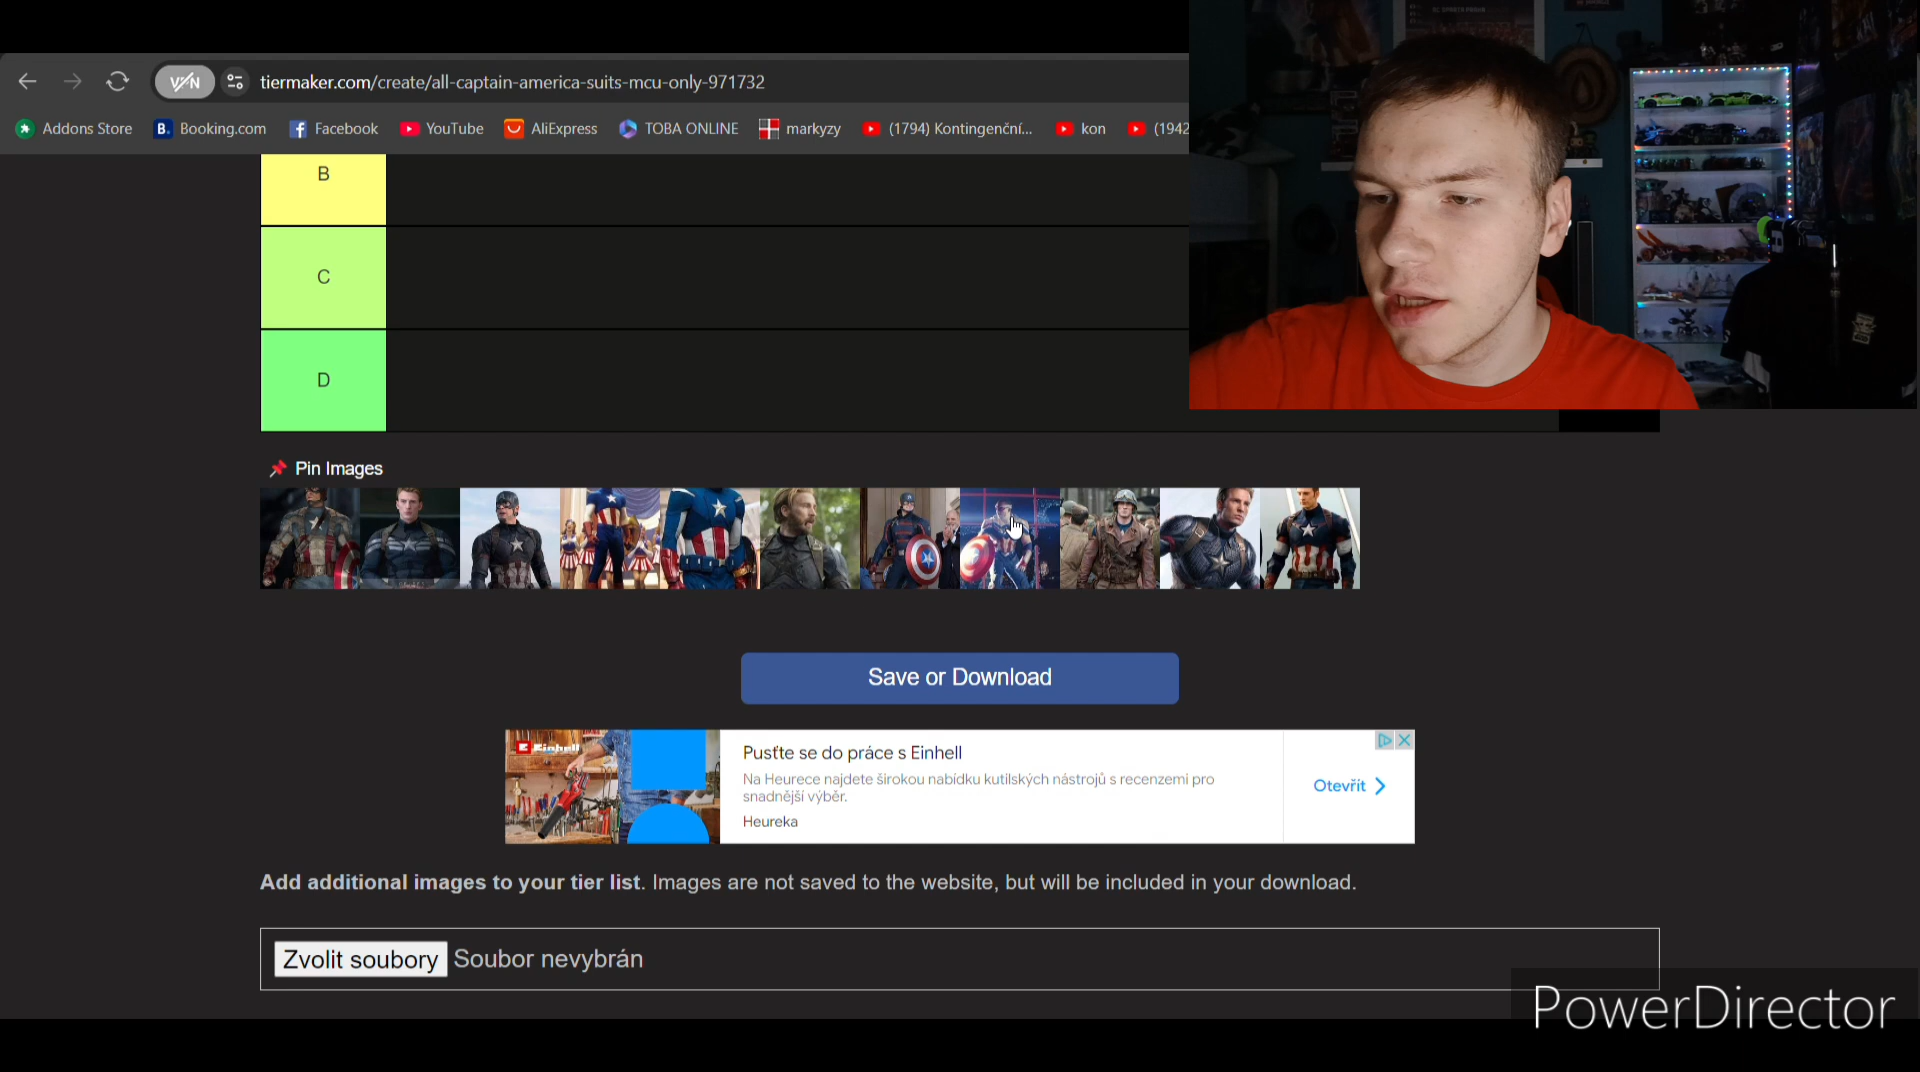 VPN
tiermaker.com/create/all-captain-america-suits-mcu-only-971732
Addons Store
B.
Booking.com
Facebook
YouTube
AliExpress
TOBA ONLINE
markyzy
(1794) Kontingenční...
kon
(1942
B
C
D
Pin Images
Save or Download
Einhell
Pusťte se do práce s Einhell
Na Heurece najdete širokou nabídku kutilských nástrojů s recenzemi pro
snadnější výběr.
Heureka
Otevřít
Add additional images to your tier list. Images are not saved to the website, but will be included in your download.
Zvolit soubory Soubor nevybrán
PowerDirector